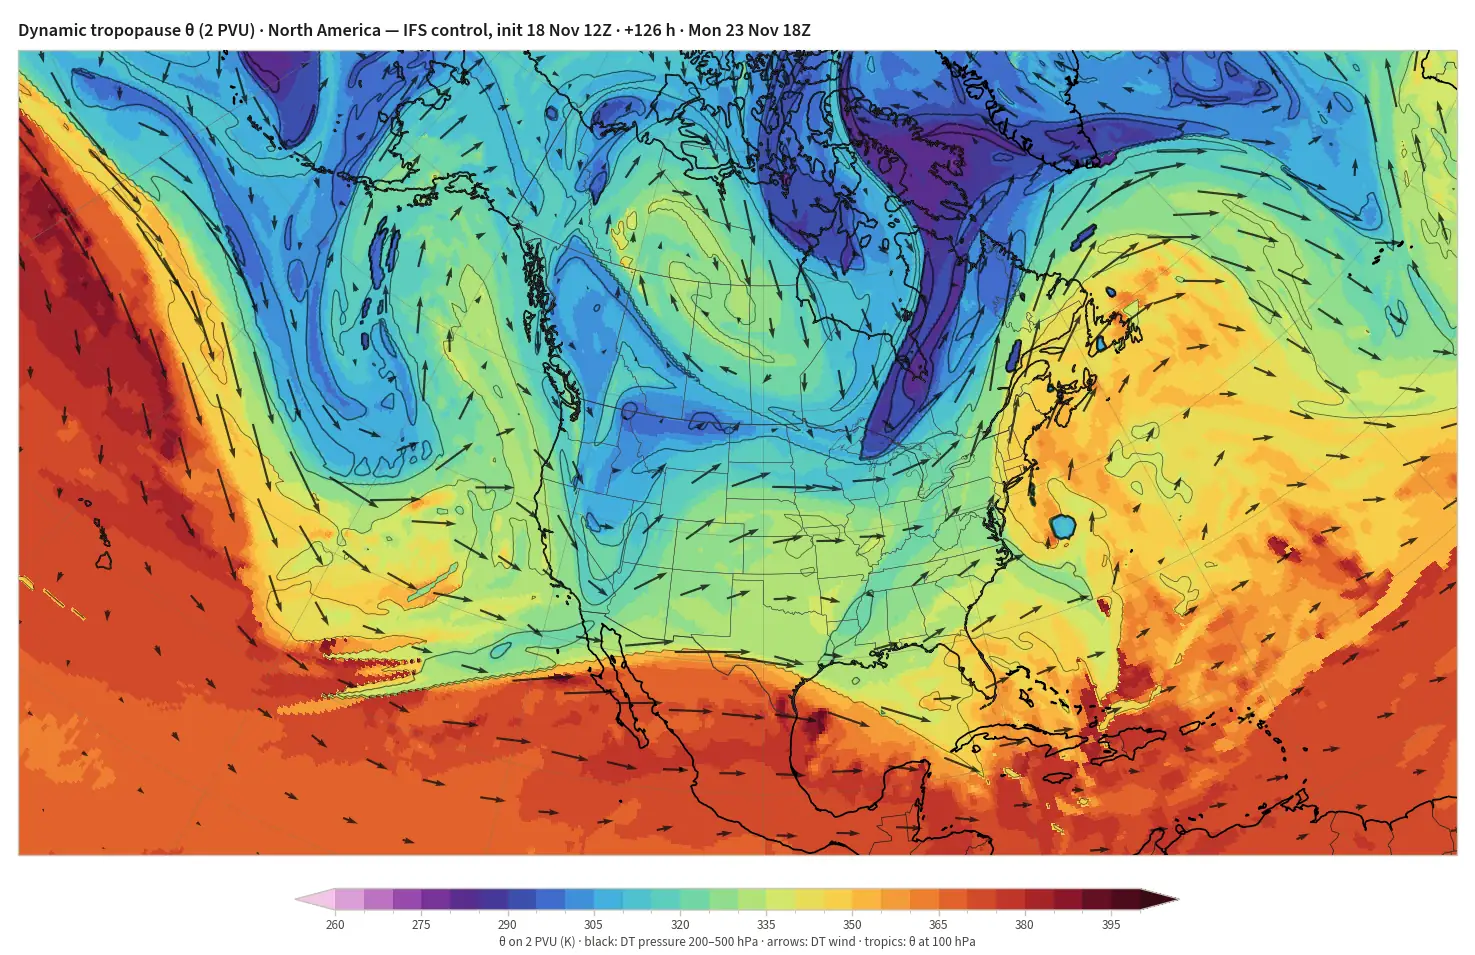 Dynamic tropopause θ (2 PVU) · North America — IFS control, init 18 Nov 12Z · +126 h · Mon 23 Nov 18Z
260 275 290 305 320 335 350 365 380 395
θ on 2 PVU (K) · black: DT pressure 200–500 hPa · arrows: DT wind · tropics: θ at 100 hPa